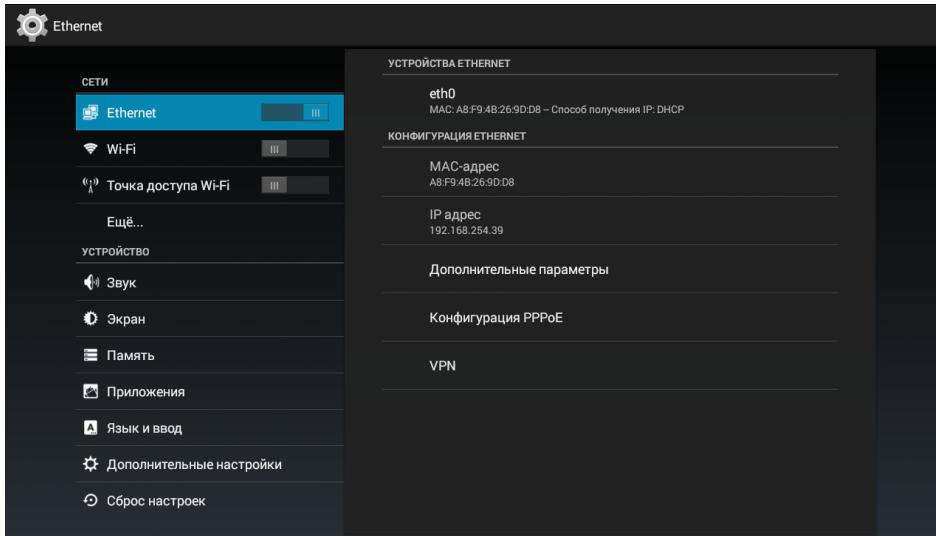 Ethernet
СЕТИ
Ethernet
Wi-Fi
Точка доступа Wi-Fi
Ещё...
УСТРОЙСТВО
Звук
Экран
Память
Приложения
Язык и ввод
Дополнительные настройки
Сброс настроек
УСТРОЙСТВА ETHERNET
eth0
MAC: A8:F9:4B:26:9D:D8 – Способ получения IP: DHCP
КОНФИГУРАЦИЯ ETHERNET
МАС-адрес
A8:F9:4B:26:9D:D8
IP адрес
192.168.254.39
Дополнительные параметры
Конфигурация PPPoE
VPN